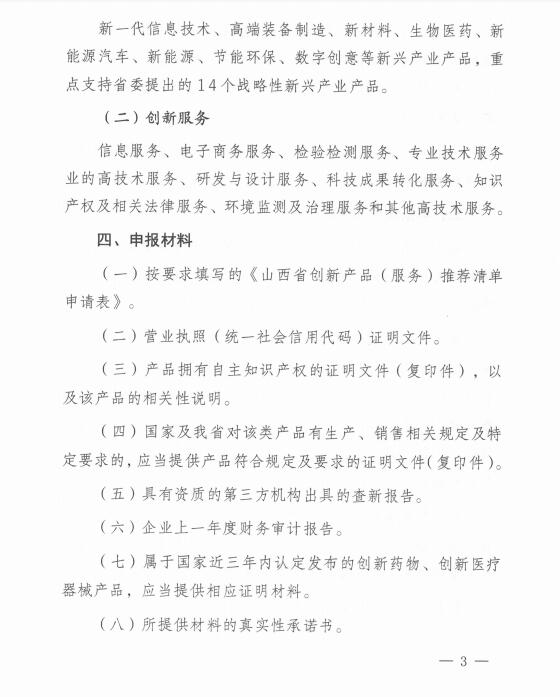 新一代信息技术、高端装备制造、新材料、生物医药、新
能源汽车、新能源、节能环保、数字创意等新兴产业产品，重
点支持省委提出的14个战略性新兴产业产品。
（二）创新服务
信息服务、电子商务服务、检验检测服务、专业技术服务
业的高技术服务、研发与设计服务、科技成果转化服务、知识
产权及相关法律服务、环境监测及治理服务和其他高技术服务。
四、申报材料
（一）按要求填写的《山西省创新产品（服务）推荐清单
申请表》。
（二）营业执照（统一社会信用代码）证明文件。
（三）产品拥有自主知识产权的证明文件（复印件），以
及该产品的相关性说明。
（四）国家及我省对该类产品有生产、销售相关规定及特
定要求的，应当提供产品符合规定及要求的证明文件（复印件）。
（五）具有资质的第三方机构出具的查新报告。
（六）企业上一年度财务审计报告。
（七）属于国家近三年内认定发布的创新药物、创新医疗
器械产品，应当提供相应证明材料。
（八）所提供材料的真实性承诺书。
— 3 —